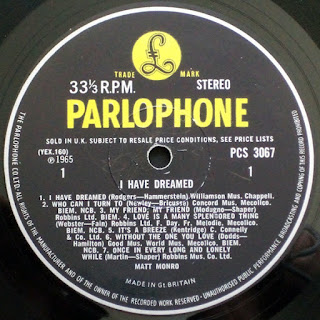 TRADE MARK
33⅓ R.P.M. STEREO
PARLOPHONE
SOLD IN U.K. SUBJECT TO RESALE PRICE CONDITIONS, SEE PRICE LISTS
(YEX.160) PCS 3067
℗1965
1 1
I HAVE DREAMED
1. I HAVE DREAMED (Rodgers—Hammerstein) Williamson Mus. Chappell.
2. WHO CAN I TURN TO (Newley—Bricusse) Concord Mus. Mecolico.
BIEM. NCB. 3. MY FRIEND, MY FRIEND (Modugno—Shaper)
Robbins Ltd. BIEM. 4. LOVE IS A MANY SPLENDORED THING
(Webster—Fain) Robbins Ltd. F. Day, Fr. Melodie, Mecolico.
BIEM. NCB. 5. IT'S A BREEZE (Kentridge) C. Connelly
& Co. Ltd. 6. WITHOUT THE ONE YOU LOVE (Dodds—
Hamilton) Good Mus. World Mus. Mecolico. BIEM.
NCB. 7. ONCE IN EVERY LONG AND LONELY
WHILE (Martin—Shaper) Robbins Mus. Co. Ltd.
MATT MONRO
MADE IN Gt.BRITAIN
THE PARLOPHONE CO LTD. ALL RIGHTS OF THE MANUFACTURER AND OF THE OWNER OF THE RECORDED WORK RESERVED. UNAUTHORISED PUBLIC PERFORMANCE BROADCASTING AND COPYING OF THIS RECORD PROHIBITED